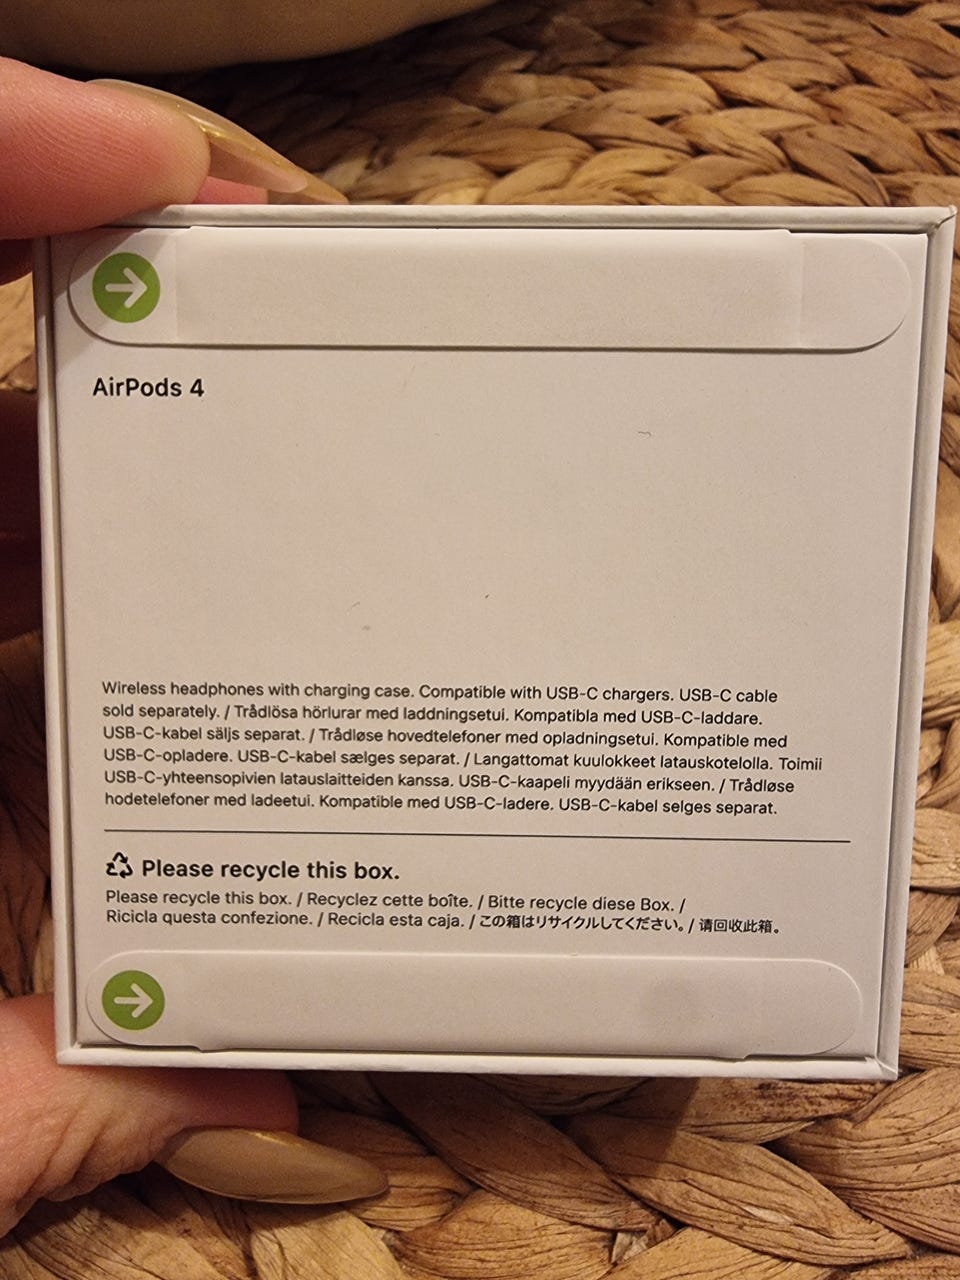 AirPods 4
Wireless headphones with charging case. Compatible with USB-C chargers. USB-C cable
sold separately. / Trådlösa hörlurar med laddningsetui. Kompatibla med USB-C-laddare.
USB-C-kabel säljs separat. / Trådløse hovedtelefoner med opladningsetui. Kompatible med
USB-C-opladere. USB-C-kabel sælges separat. / Langattomat kuulokkeet latauskotelolla. Toimii
USB-C-yhteensopivien latauslaitteiden kanssa. USB-C-kaapeli myydään erikseen. / Trådløse
hodetelefoner med ladeetui. Kompatible med USB-C-ladere. USB-C-kabel selges separat.
Please recycle this box.
Please recycle this box. / Recyclez cette boîte. / Bitte recycle diese Box. /
Ricicla questa confezione. / Recicla esta caja. / この箱はリサイクルしてください。/ 请回收此箱。